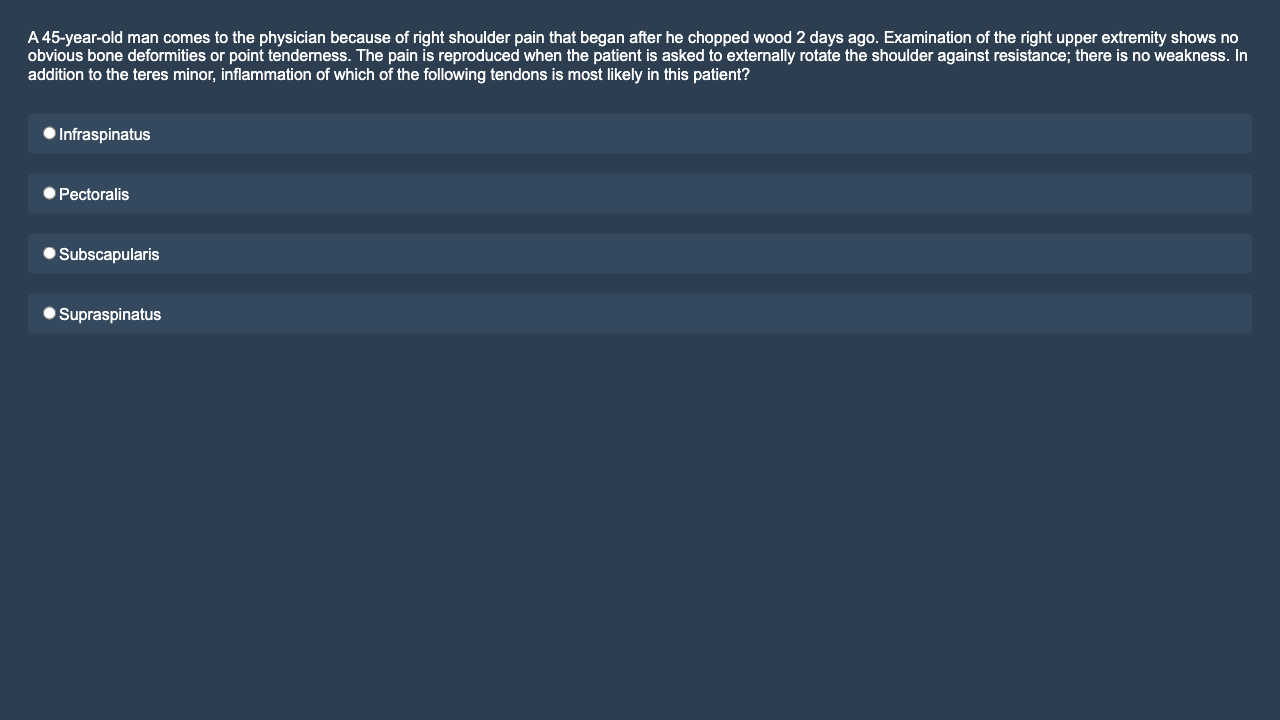 A 45-year-old man comes to the physician because of right shoulder pain that began after he chopped wood 2 days ago. Examination of the right upper extremity shows no
obvious bone deformities or point tenderness. The pain is reproduced when the patient is asked to externally rotate the shoulder against resistance; there is no weakness. In
addition to the teres minor, inflammation of which of the following tendons is most likely in this patient?
Infraspinatus
Pectoralis
Subscapularis
Supraspinatus